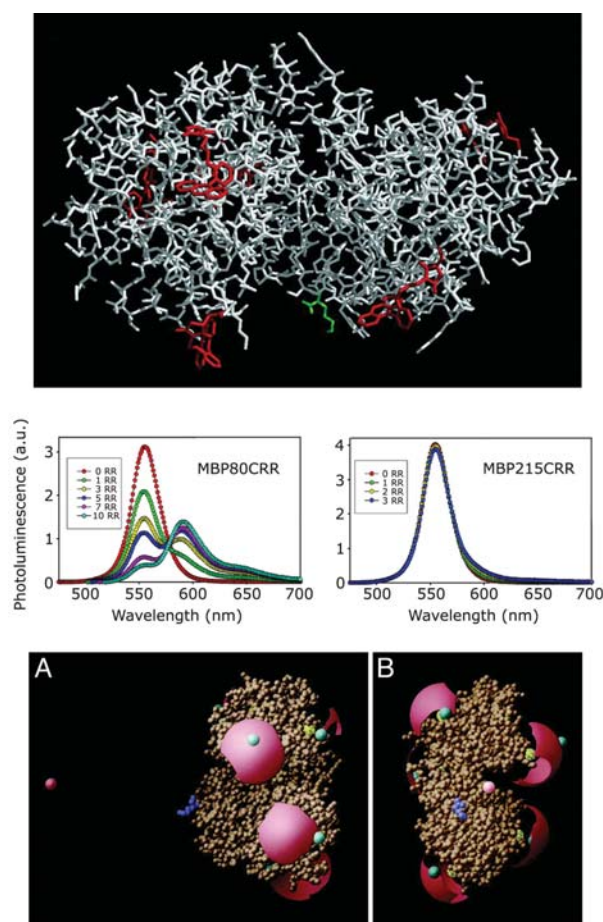 3
2
1
0
Photoluminescence (a.u.)
0 RR
1 RR
3 RR
5 RR
7 RR
10 RR
MBP80CRR
500 550 600 650 700
Wavelength (nm)
4
3
2
1
0
0 RR
1 RR
2 RR
3 RR
MBP215CRR
500 550 600 650 700
Wavelength (nm)
A
B